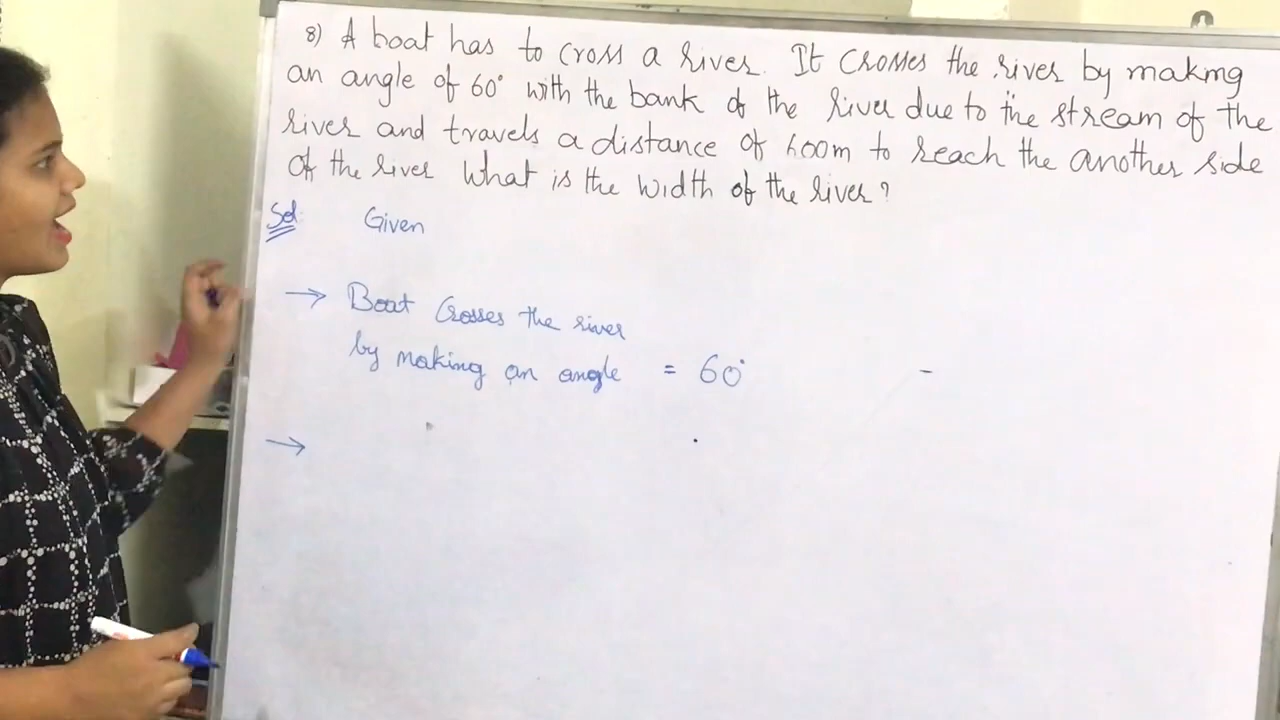 8) A boat has to cross a river. It crosses the river by making
an angle of 60° with the bank of the river due to the stream of the
river and travels a distance of 600m to reach the another side
of the river What is the width of the river?
Sol: Given
→ Boat Crosses the river
by making an angle = 60°
→